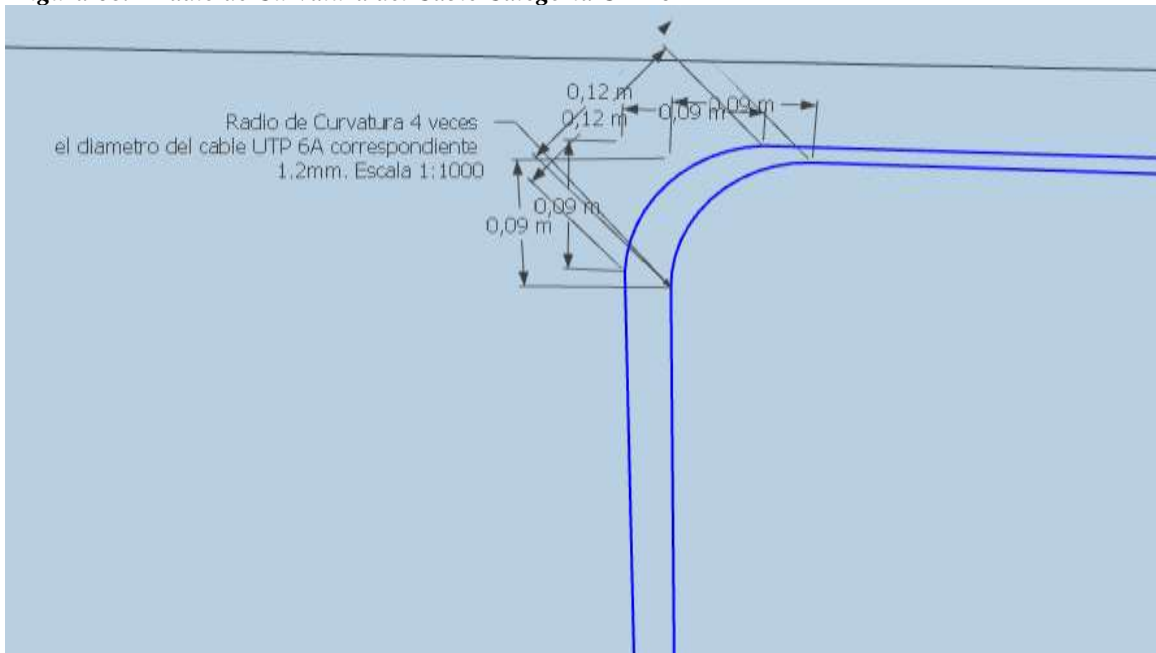 0,12 m
0,09 m
0,09 m
0,12 m
Radio de Curvatura 4 veces
el diametro del cable UTP 6A correspondiente
1.2mm. Escala 1:1000
0,09 m
0,09 m